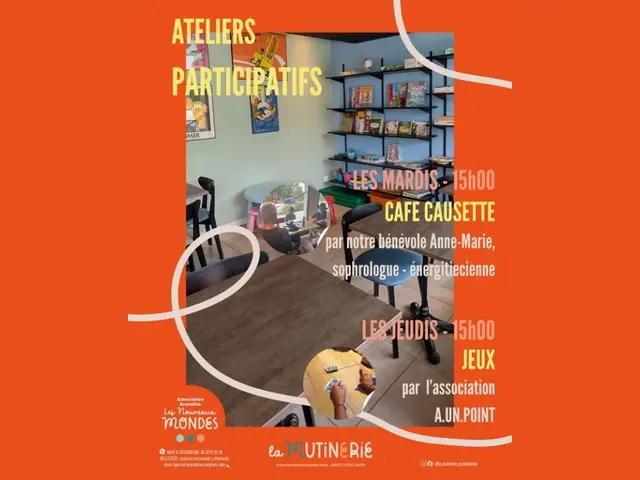 ATELIERS
PARTICIPATIFS
LES MARDIS - 15h00
CAFE CAUSETTE
par notre bénévole Anne-Marie,
sophrologue - énergitiecienne
LES JEUDIS - 15h00
JEUX
par l'association
A.UN.POINT
Association
Les Nouveaux
MONDES
la MUTINERIE